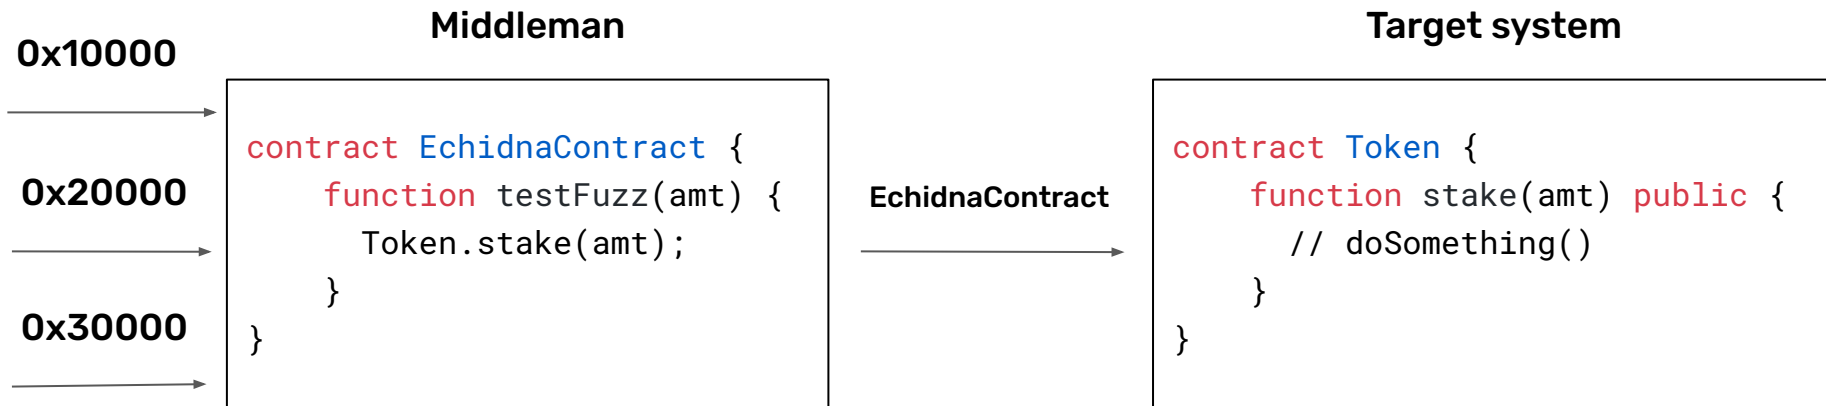 Middleman
Target system
0x10000
0x20000
0x30000
contract EchidnaContract {
    function testFuzz(amt) {
      Token.stake(amt);
    }
}
EchidnaContract
contract Token {
    function stake(amt) public {
      // doSomething()
    }
}